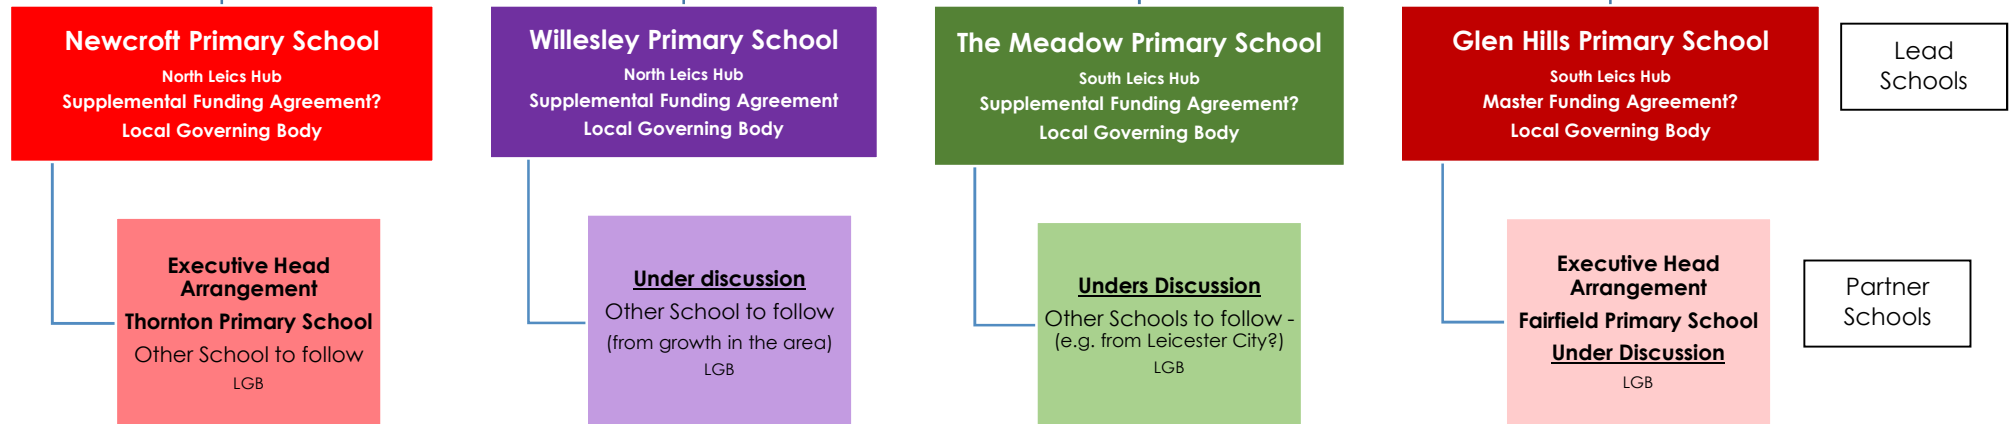 Newcroft Primary School
North Leics Hub
Supplemental Funding Agreement?
Local Governing Body
Willesley Primary School
North Leics Hub
Supplemental Funding Agreement
Local Governing Body
The Meadow Primary School
South Leics Hub
Supplemental Funding Agreement?
Local Governing Body
Glen Hills Primary School
South Leics Hub
Master Funding Agreement?
Local Governing Body
Lead
Schools
Executive Head
Arrangement
Thornton Primary School
Other School to follow
LGB
Under discussion
Other School to follow
(from growth in the area)
LGB
Unders Discussion
Other Schools to follow -
(e.g. from Leicester City?)
LGB
Executive Head
Arrangement
Fairfield Primary School
Under Discussion
LGB
Partner
Schools